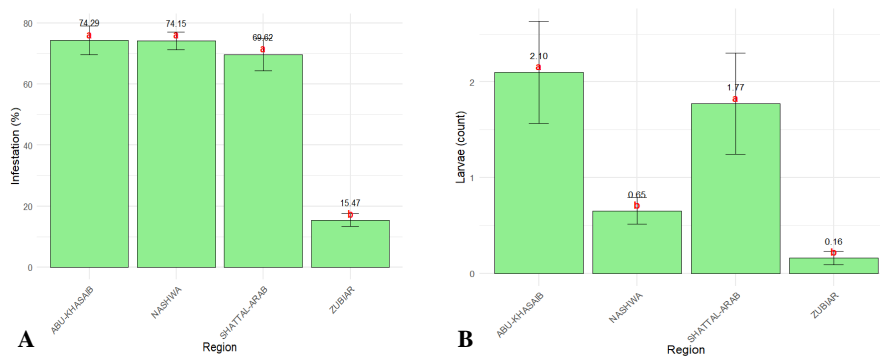 80
60
40
20
0
Infestation (%)
74.29
a
74.15
a
69.62
a
15.47
b
ABU-KHASAIB
NASHWA
SHATTAL-ARAB
ZUBIAR
Region
A
2
1
0
Larvae (count)
2.10
a
0.65
b
1.77
a
0.16
b
ABU-KHASAIB
NASHWA
SHATTAL-ARAB
ZUBIAR
Region
B